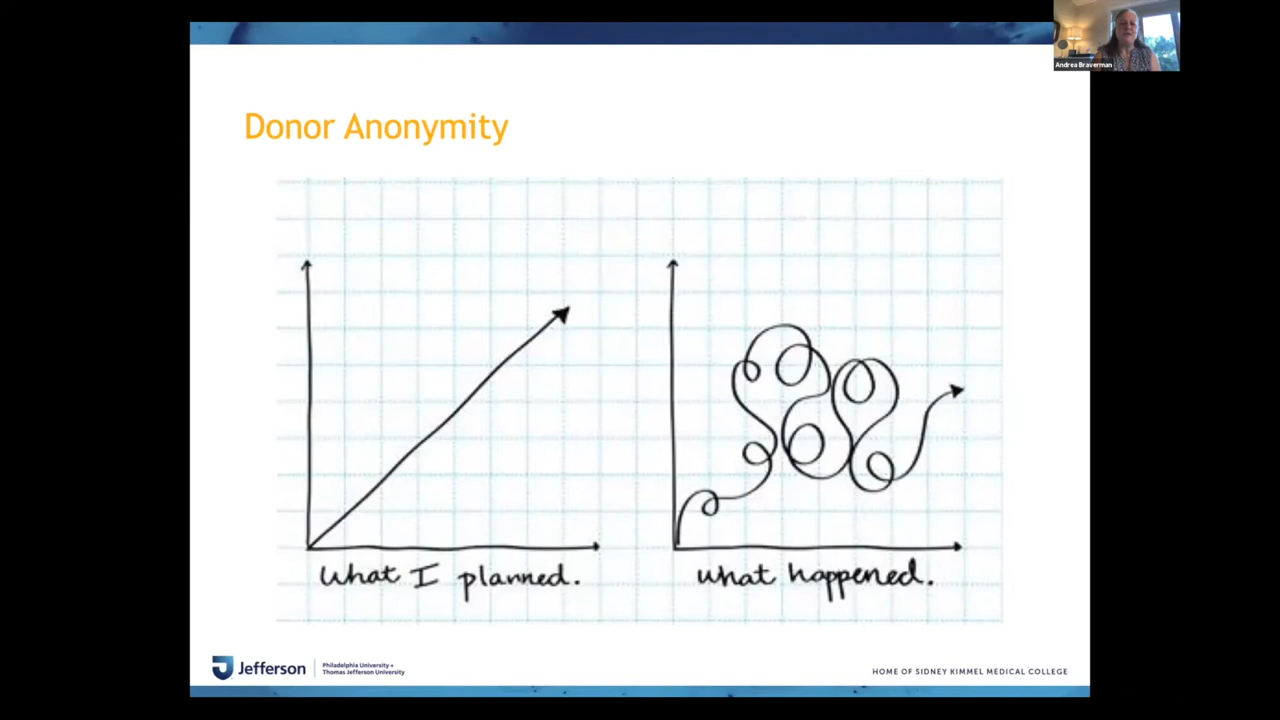 Andrea Braverman
Donor Anonymity
What I planned.
what happened.
Jefferson
Philadelphia University +
Thomas Jefferson University
HOME OF SIDNEY KIMMEL MEDICAL COLLEGE